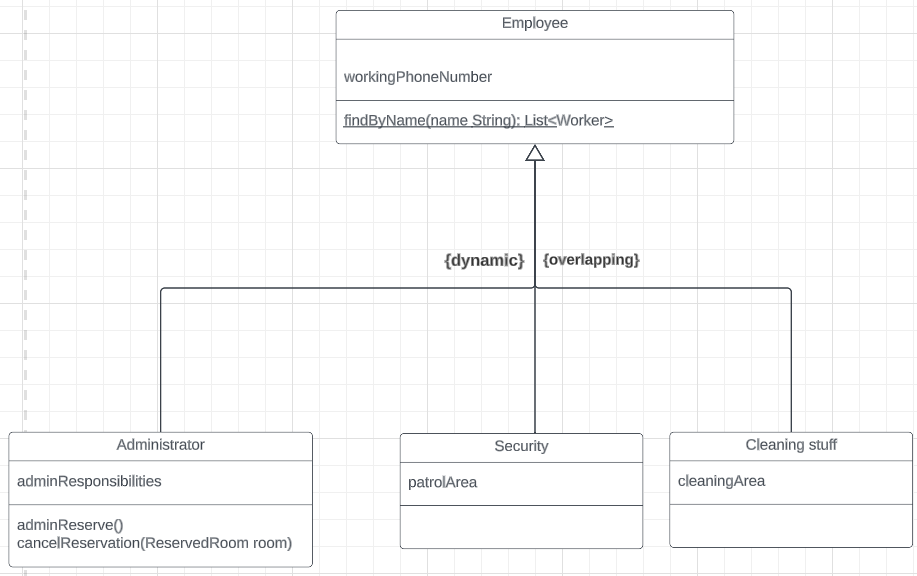 Employee
workingPhoneNumber
findByName(name String): List<Worker>
{dynamic} {overlapping}
Administrator
adminResponsibilities
adminReserve()
cancelReservation(ReservedRoom room)
Security
patrolArea
Cleaning stuff
cleaningArea